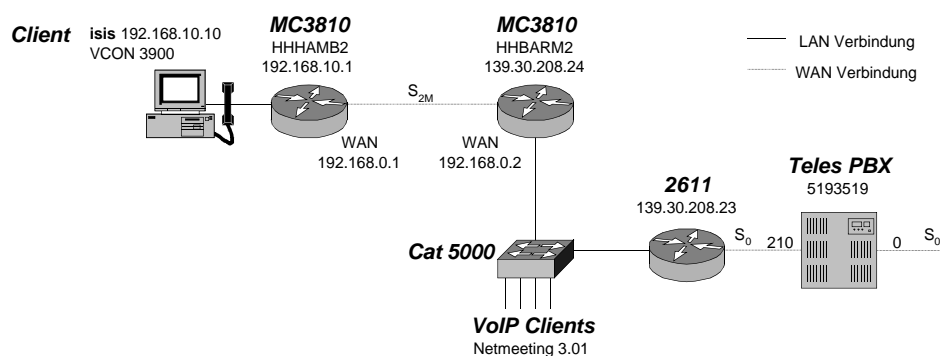 Client
isis 192.168.10.10
VCON 3900
MC3810
HHHAMB2
192.168.10.1
MC3810
HHBARM2
139.30.208.24
LAN Verbindung
WAN Verbindung
S2M
WAN
192.168.0.1
WAN
192.168.0.2
2611
139.30.208.23
Teles PBX
5193519
Cat 5000
S0
210
0
S0
VoIP Clients
Netmeeting 3.01